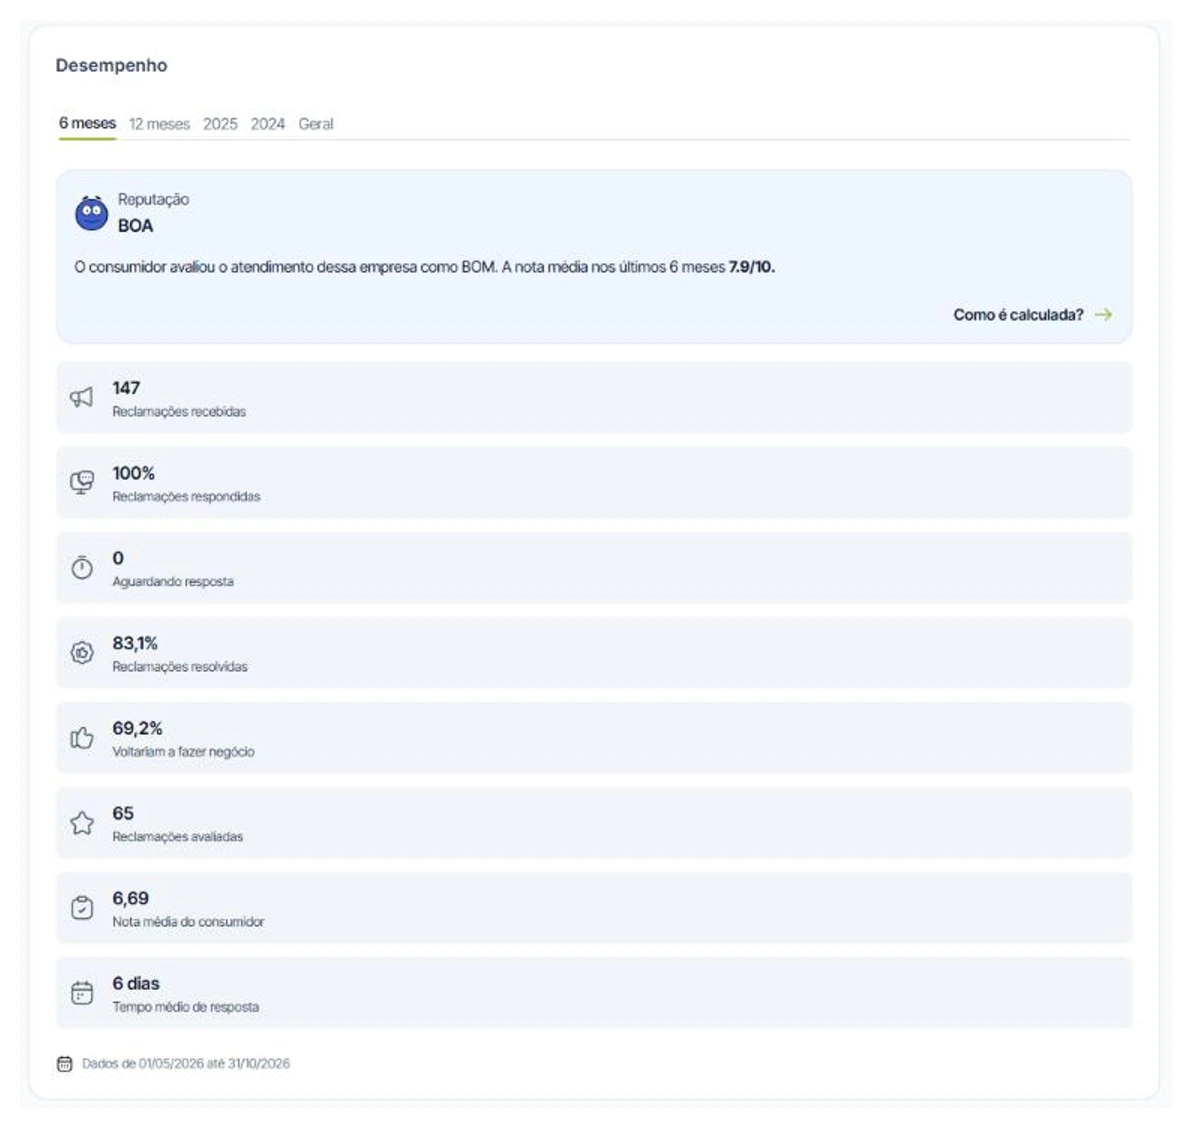 Desempenho
6 meses 12 meses 2025 2024 Geral
Reputação
BOA
O consumidor avaliou o atendimento dessa empresa como BOM. A nota média nos últimos 6 meses 7.9/10.
Como é calculada?
147
Reclamações recebidas
100%
Reclamações respondidas
0
Aguardando resposta
83,1%
Reclamações resolvidas
69,2%
Voltariam a fazer negócio
65
Reclamações avaliadas
6,69
Nota média do consumidor
6 dias
Tempo médio de resposta
Dados de 01/05/2026 até 31/10/2026